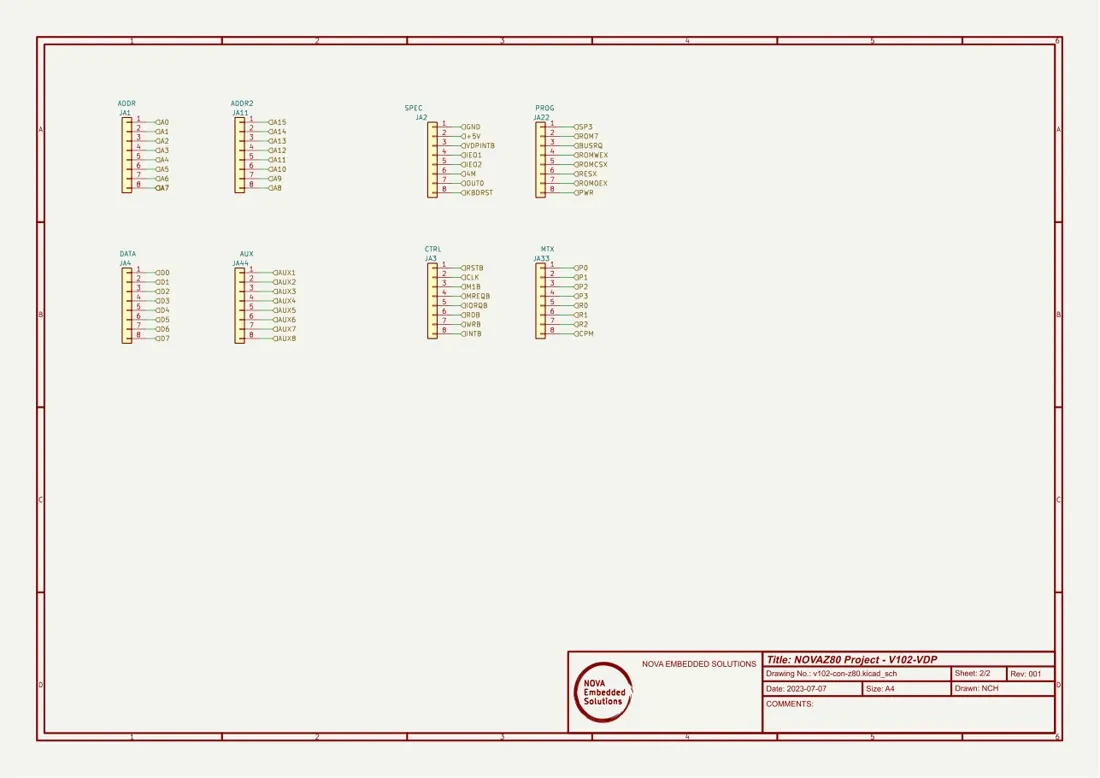 1 2 3 4 5 6
A A
ADDR
JA1
1 A0
2 A1
3 A2
4 A3
5 A4
6 A5
7 A6
8 A7
ADDR2
JA11
1 A15
2 A14
3 A13
4 A12
5 A11
6 A10
7 A9
8 A8
SPEC
JA2
1 GND
2 +5V
3 VDPINTB
4 IEO1
5 IEO2
6 4M
7 OUT0
8 KBDRST
PROG
JA22
1 SP3
2 ROM7
3 BUSRQ
4 ROMWEX
5 ROMCSX
6 RESX
7 ROMOEX
8 PWR
B B
DATA
JA4
1 D0
2 D1
3 D2
4 D3
5 D4
6 D5
7 D6
8 D7
AUX
JA44
1 AUX1
2 AUX2
3 AUX3
4 AUX4
5 AUX5
6 AUX6
7 AUX7
8 AUX8
CTRL
JA3
1 RSTB
2 CLK
3 M1B
4 MREQB
5 IORQB
6 RDB
7 WRB
8 INTB
MTX
JA33
1 P0
2 P1
3 P2
4 P3
5 R0
6 R1
7 R2
8 CPM
C C
D D
NOVA
Embedded
Solutions
NOVA EMBEDDED SOLUTIONS
Title: NOVAZ80 Project - V102-VDP
Drawing No.: v102-con-z80.kicad_sch
Sheet: 2/2
Rev: 001
Date: 2023-07-07
Size: A4
Drawn: NCH
COMMENTS:
1 2 3 4 5 6